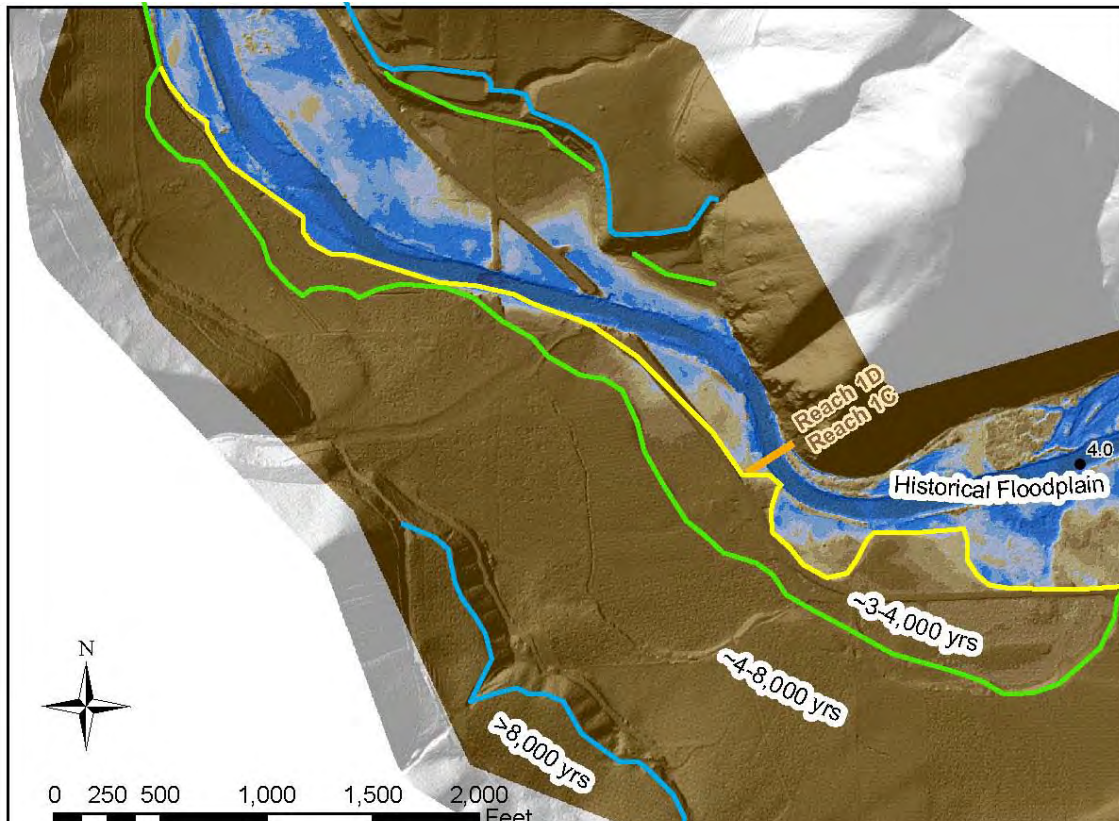 Reach 1D
Reach 1C
4.0
Historical Floodplain
~3-4,000 yrs
~4-8,000 yrs
>8,000 yrs
N
0 250 500 1,000 1,500 2,000
Feet